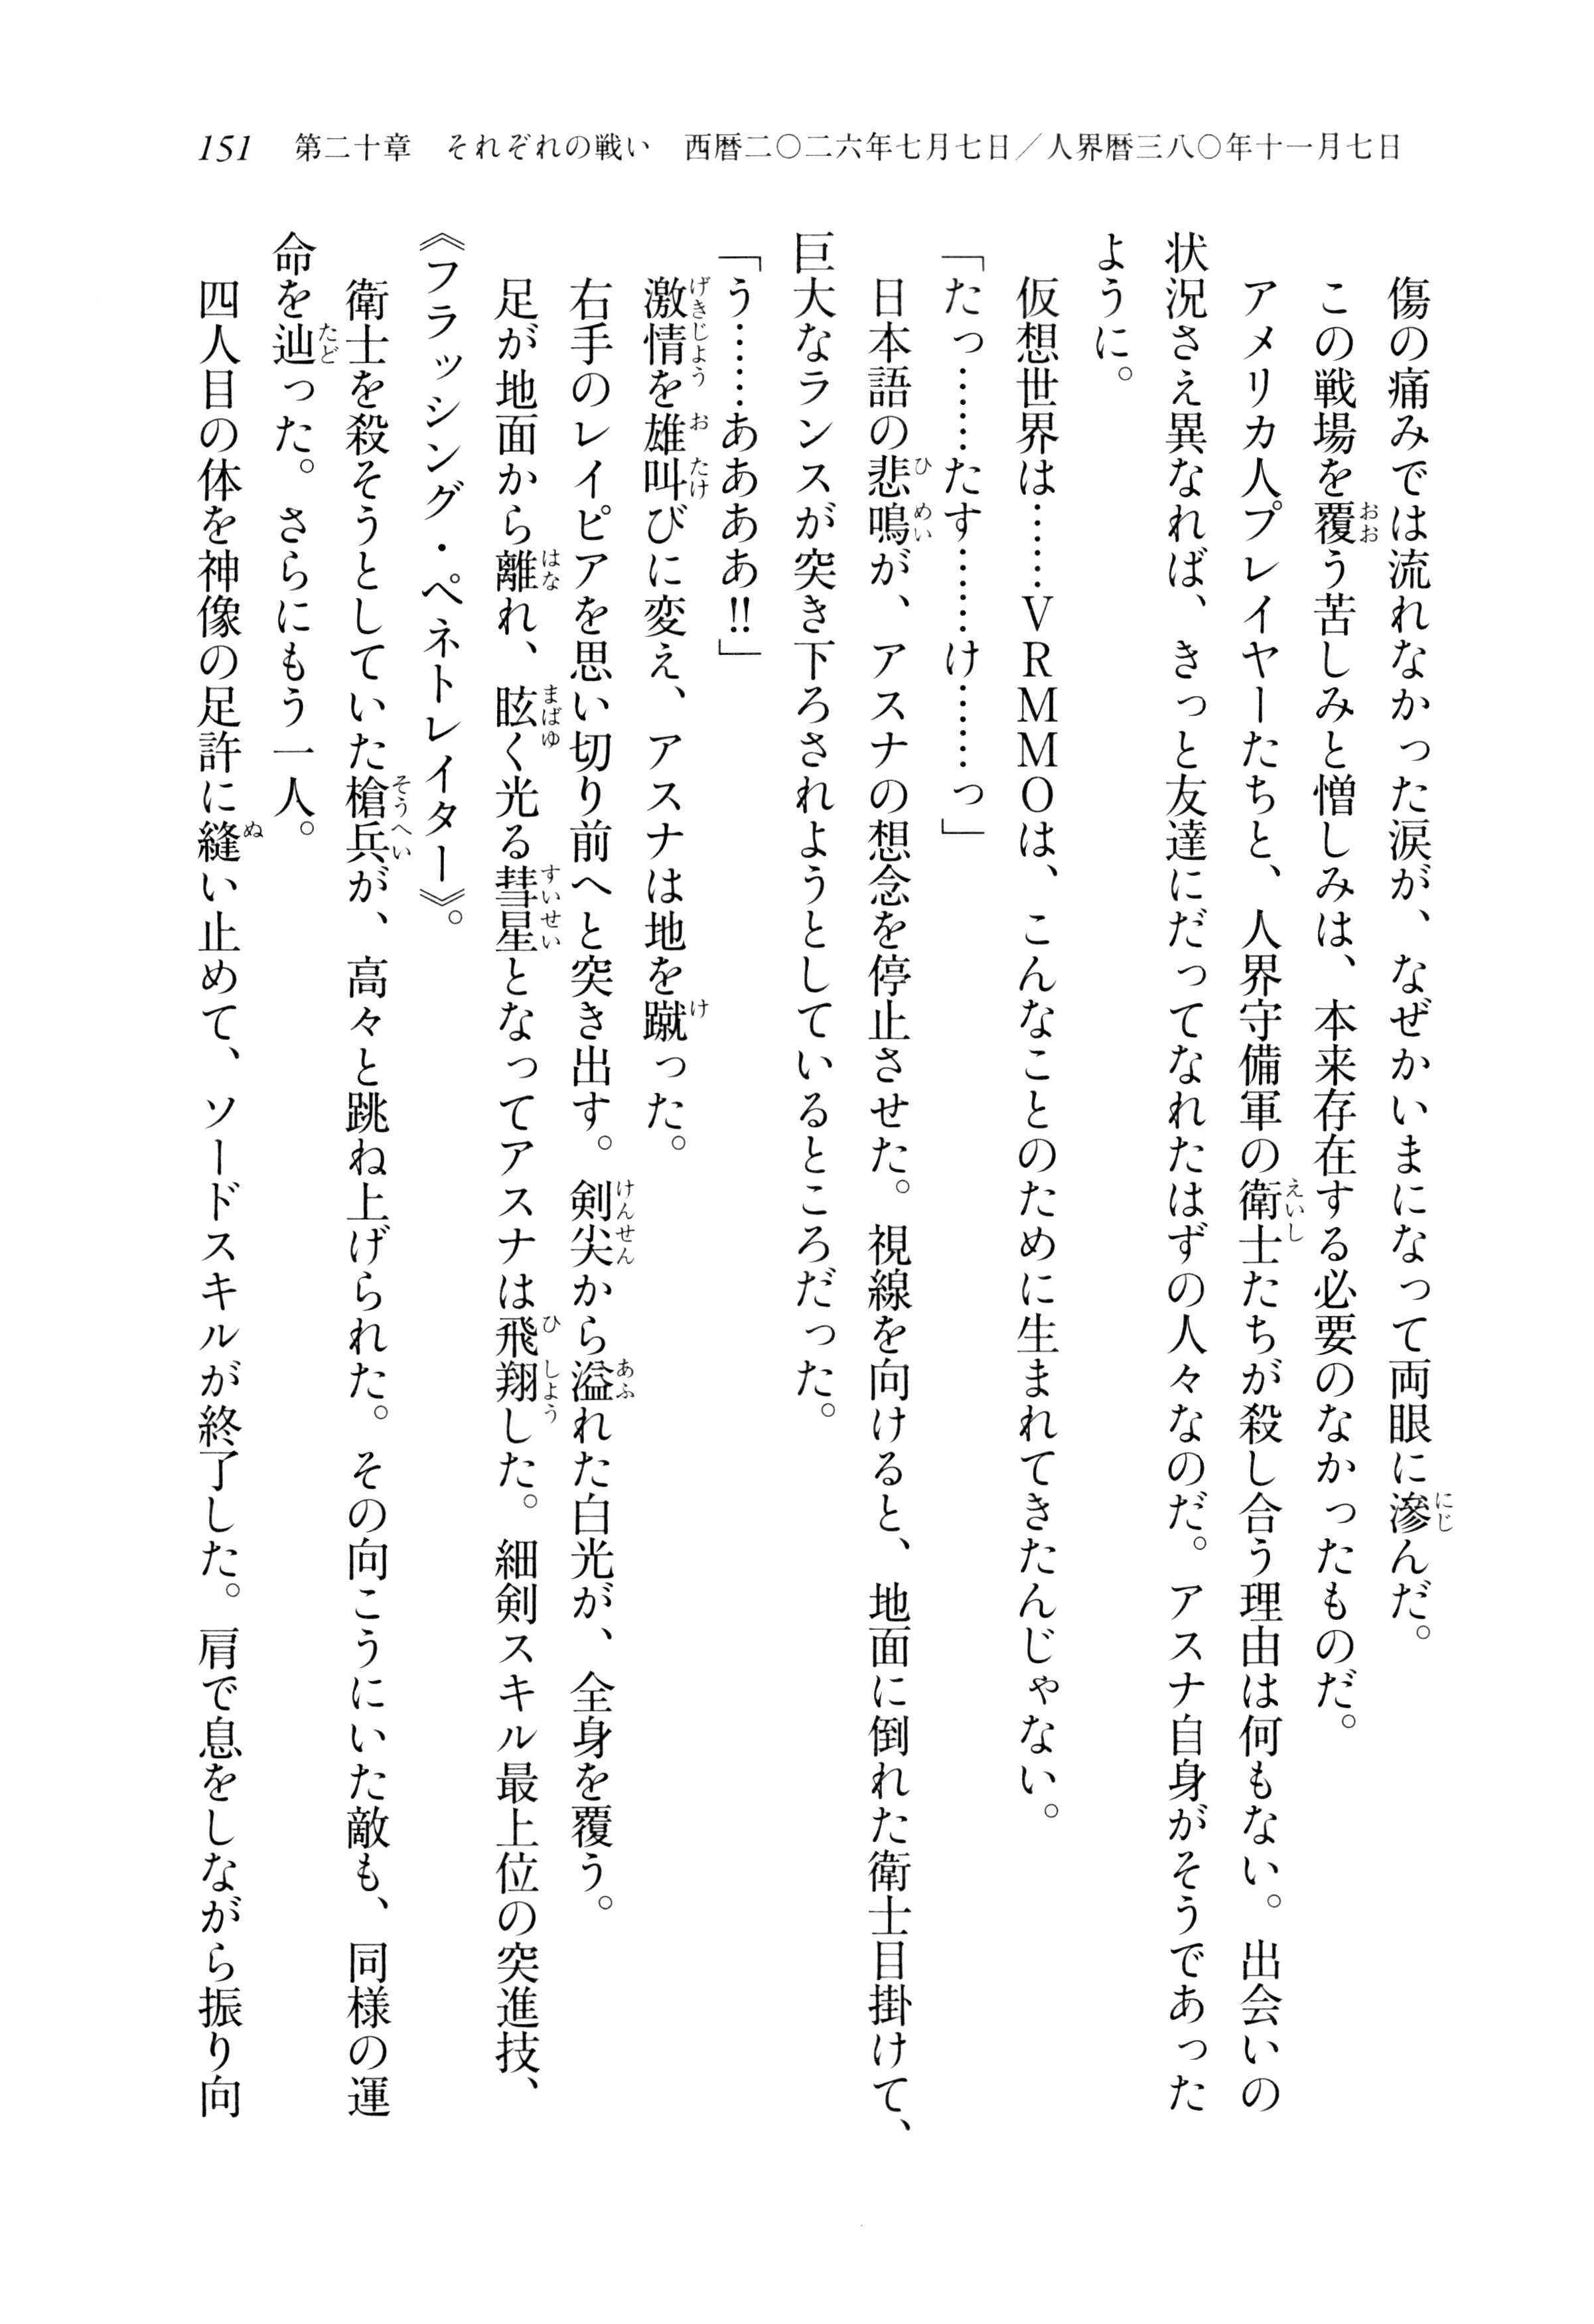 151　第二十章　それぞれの戦い　西暦二〇二六年七月七日／人界暦三八〇年十一月七日
　傷の痛みでは流れなかった涙が、なぜかいまになって両眼に滲んだ。
　この戦場を覆う苦しみと憎しみは、本来存在する必要のなかったものだ。
　アメリカ人プレイヤーたちと、人界守備軍の衛士たちが殺し合う理由は何もない。出会いの
状況さえ異なれば、きっと友達にだってなれたはずの人々なのだ。アスナ自身がそうであった
ように。
　仮想世界は……ＶＲＭＭＯは、こんなことのために生まれてきたんじゃない。
「たっ……たす……け……っ」
　日本語の悲鳴が、アスナの想念を停止させた。視線を向けると、地面に倒れた衛士目掛けて、
巨大なランスが突き下ろされようとしているところだった。
「う……ああああ!!」
　激情を雄叫びに変え、アスナは地を蹴った。
　右手のレイピアを思い切り前へと突き出す。剣尖から溢れた白光が、全身を覆う。
　足が地面から離れ、眩く光る彗星となってアスナは飛翔した。細剣スキル最上位の突進技、
《フラッシング・ペネトレイター》。
　衛士を殺そうとしていた槍兵が、高々と跳ね上げられた。その向こうにいた敵も、同様の運
命を辿った。さらにもう一人。
　四人目の体を神像の足許に縫い止めて、ソードスキルが終了した。肩で息をしながら振り向